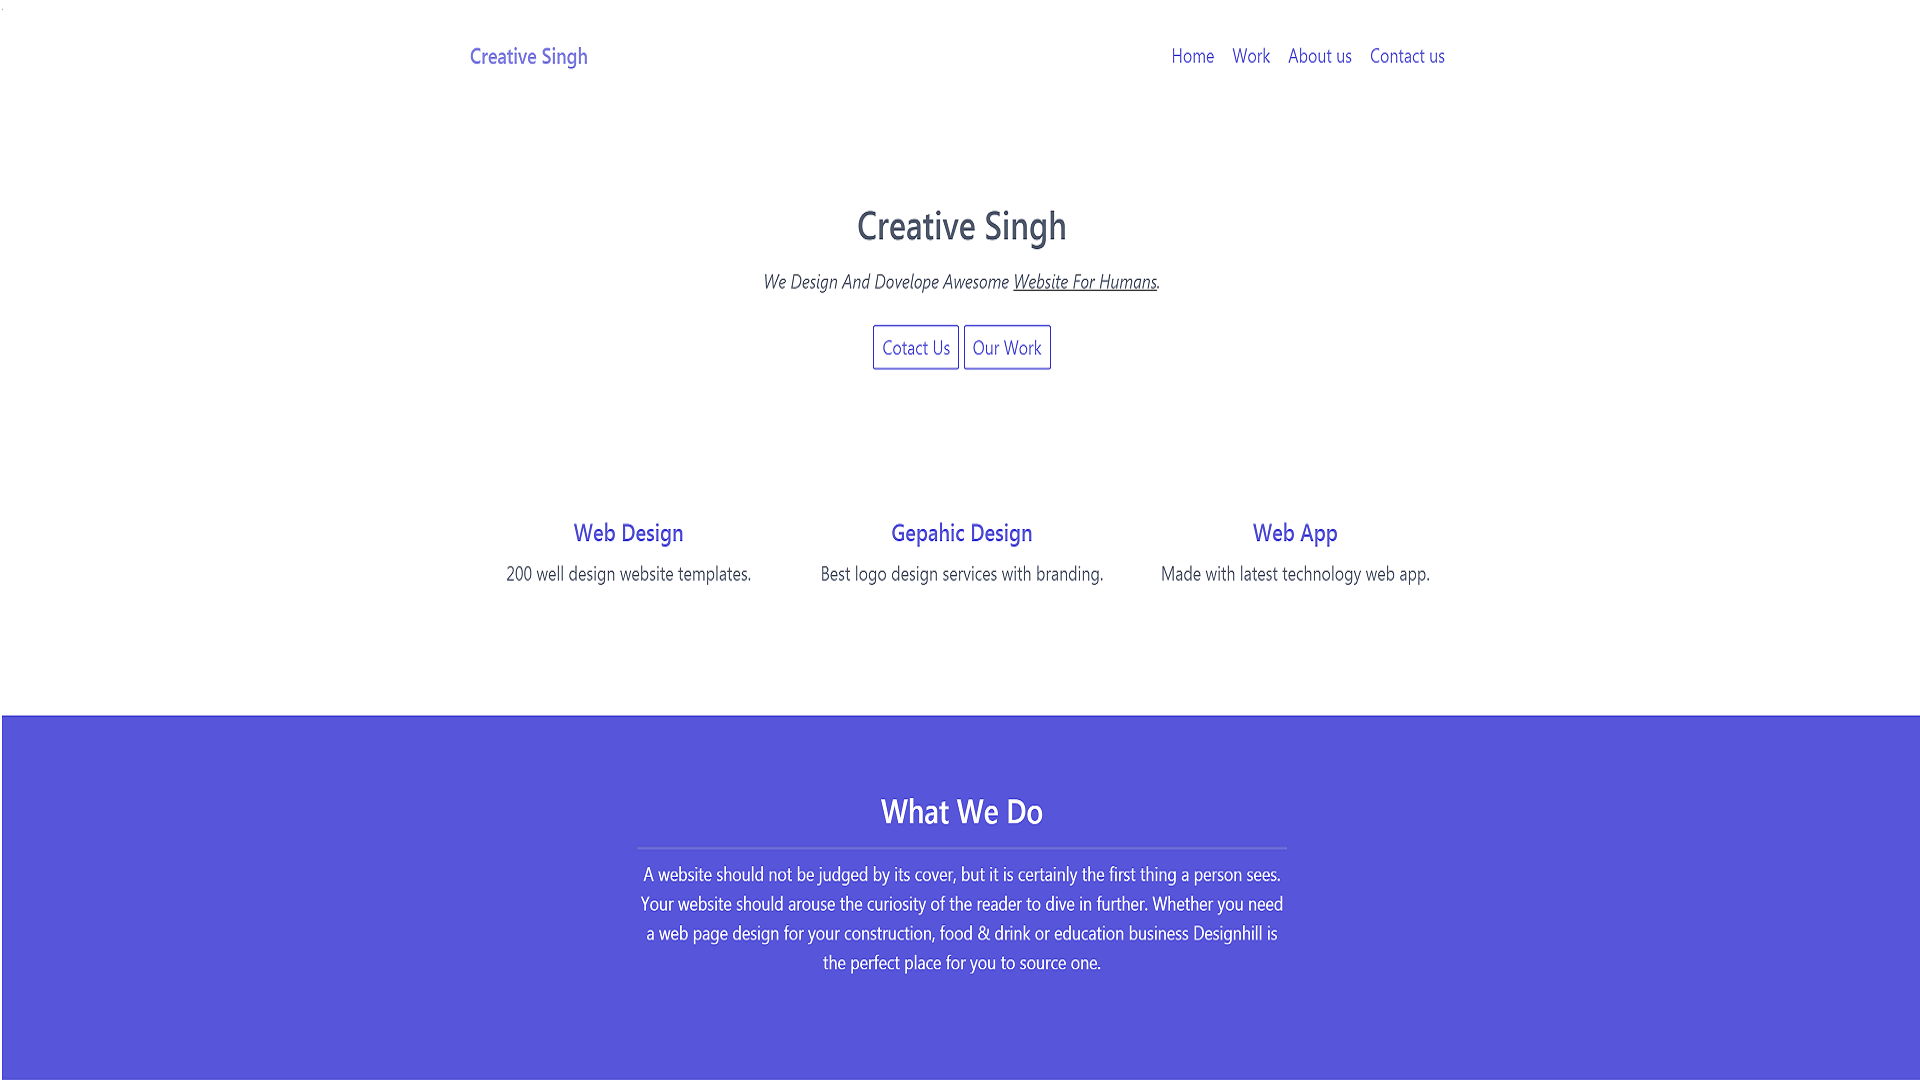 Creative Singh
Home Work About us Contact us
Creative Singh
We Design And Dovelope Awesome Website For Humans.
Cotact Us Our Work
Web Design Gepahic Design Web App
200 well design website templates. Best logo design services with branding. Made with latest technology web app.
What We Do
A website should not be judged by its cover, but it is certainly the first thing a person sees.
Your website should arouse the curiosity of the reader to dive in further. Whether you need
a web page design for your construction, food & drink or education business Designhill is
the perfect place for you to source one.